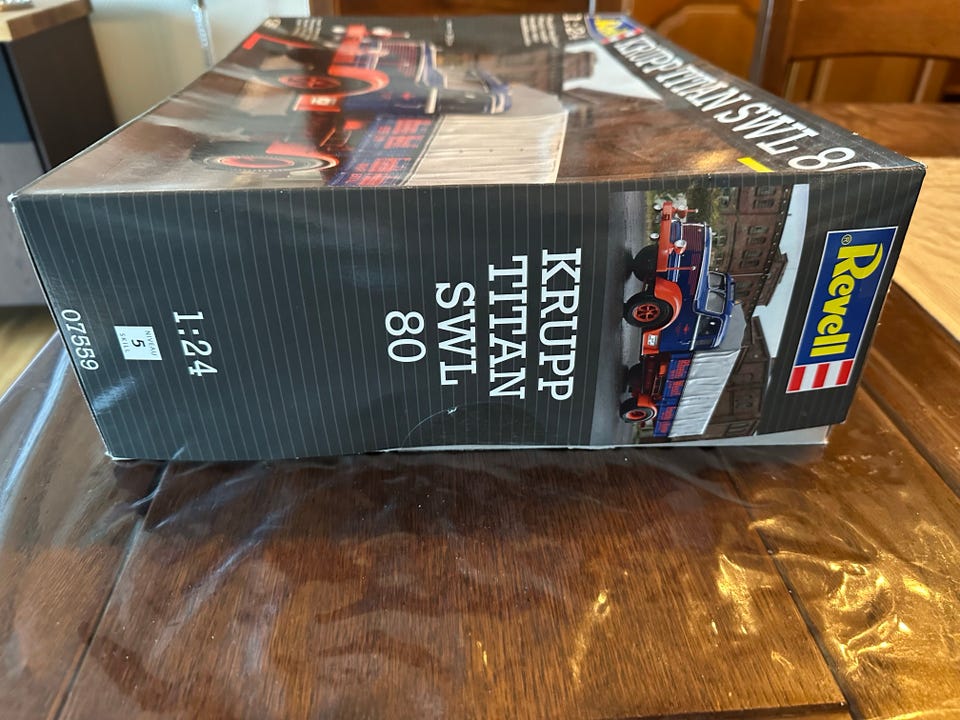 KRUPP TITAN SWL 80
1:24
Revell®
KRUPP
TITAN
SWL
80
1:24
NIVEAU
5
SKILL
07559